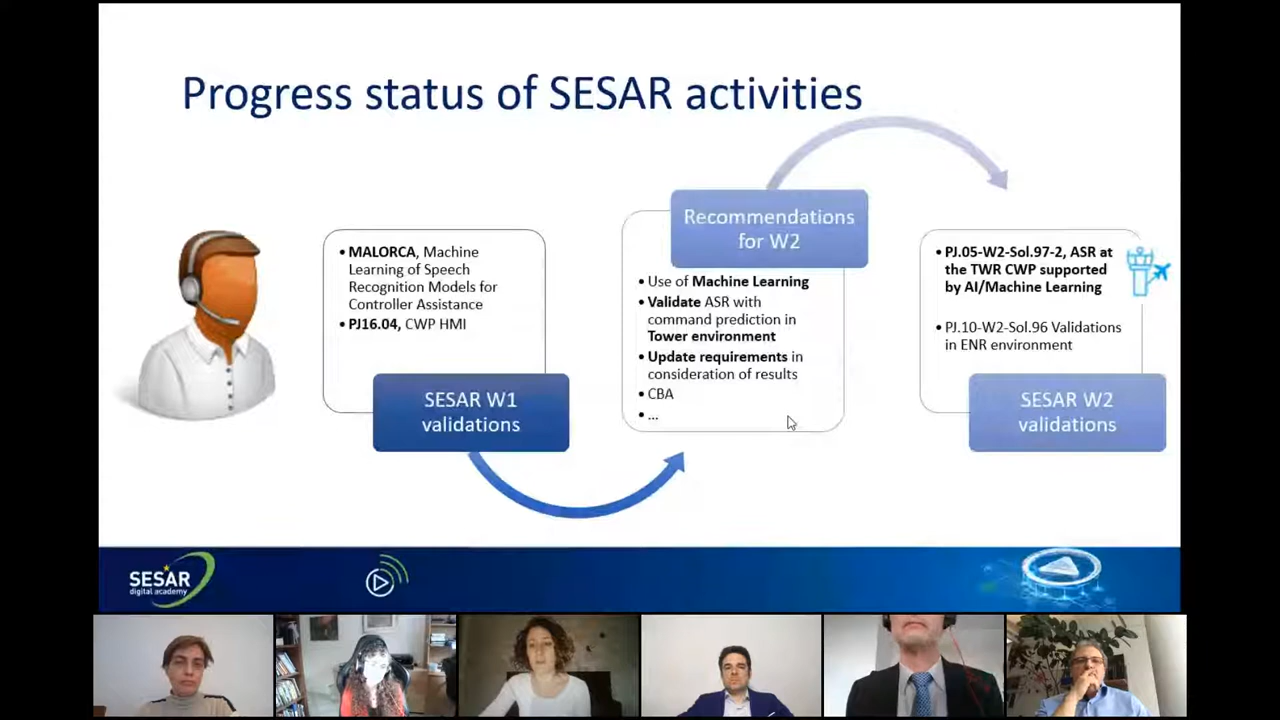 Progress status of SESAR activities
• MALORCA, Machine
Learning of Speech
Recognition Models for
Controller Assistance
• PJ16.04, CWP HMI
SESAR W1
validations
Recommendations
for W2
• Use of Machine Learning
• Validate ASR with
command prediction in
Tower environment
• Update requirements in
consideration of results
• CBA
• ...
• PJ.05-W2-Sol.97-2, ASR at
the TWR CWP supported
by AI/Machine Learning
• PJ.10-W2-Sol.96 Validations
in ENR environment
SESAR W2
validations
SESAR
digital academy